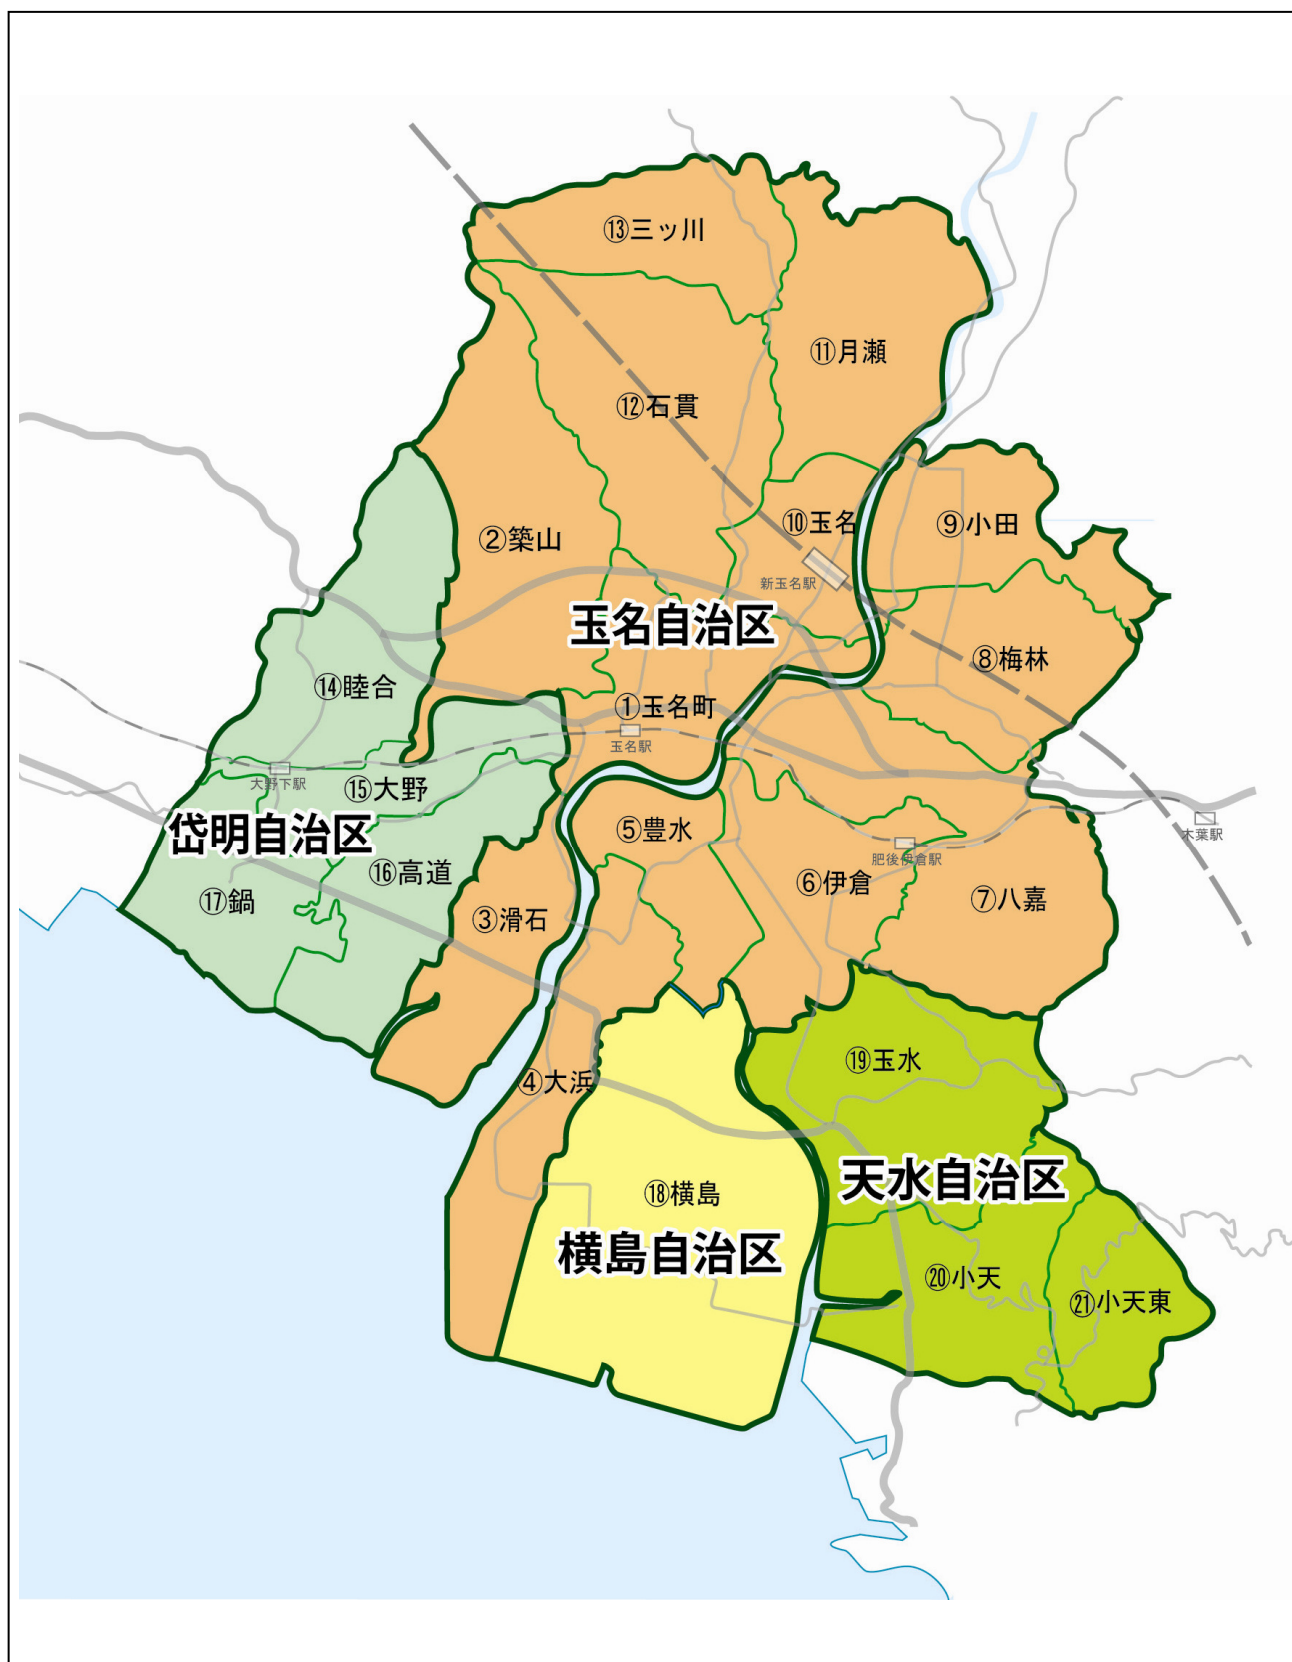 ⑬三ッ川
⑪月瀬
⑫石貫
⑩玉名
⑨小田
②築山
新玉名駅
玉名自治区
⑧梅林
⑭睦合
①玉名町
玉名駅
大野下駅
⑮大野
岱明自治区
⑤豊水
木葉駅
肥後伊倉駅
⑯高道
⑥伊倉
⑰鍋
⑦八嘉
③滑石
⑲玉水
④大浜
天水自治区
⑱横島
横島自治区
⑳小天
㉑小天東